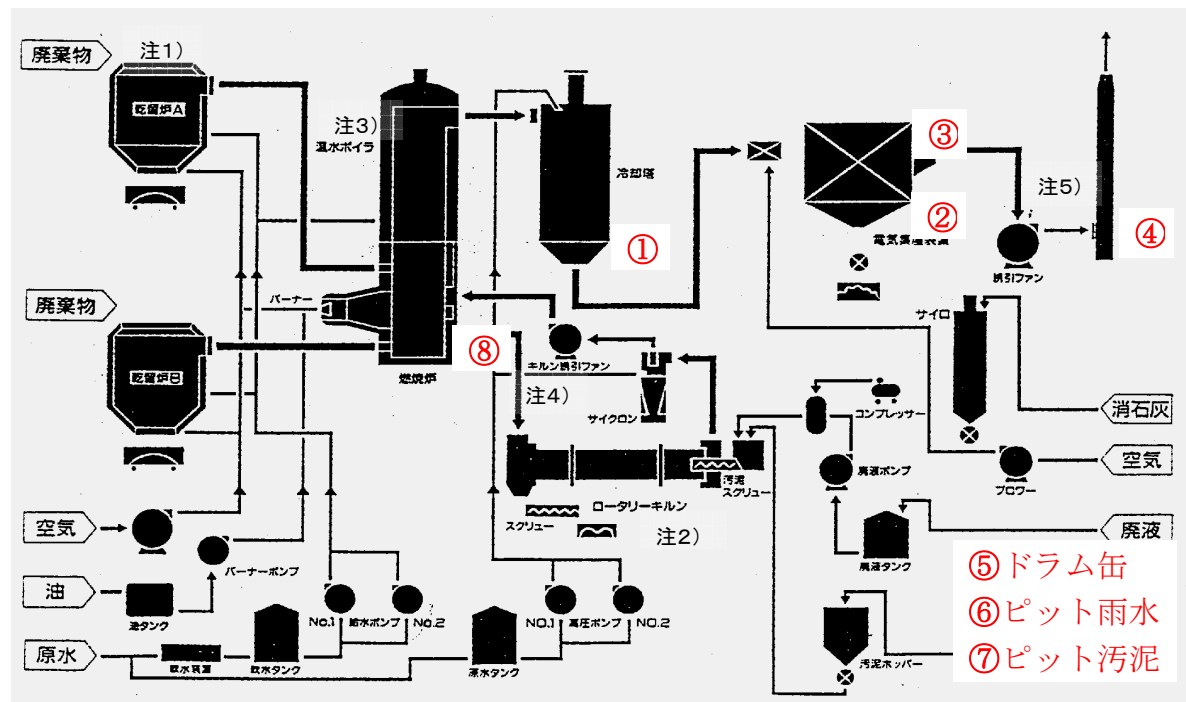 廃棄物
注1）
乾留炉A
注3）
温水ボイラ
冷却塔
③
注5）
①
②
電気集塵装置
④
誘引ファン
廃棄物
バーナー
サイロ
乾留炉B
⑧
キルン誘引ファン
燃焼炉
注4）
サイクロン
コンプレッサー
消石灰
汚泥
スクリュー
廃液ポンプ
空気
ブロワー
ロータリーキルン
スクリュー
注2）
空気
廃液
バーナーポンプ
廃液タンク
⑤ドラム缶
油
⑥ピット雨水
油タンク
No.1 給水ポンプ No.2
NO.1 高圧ポンプ NO.2
原水
⑦ピット汚泥
軟水装置
軟水タンク
原水タンク
汚泥ホッパー